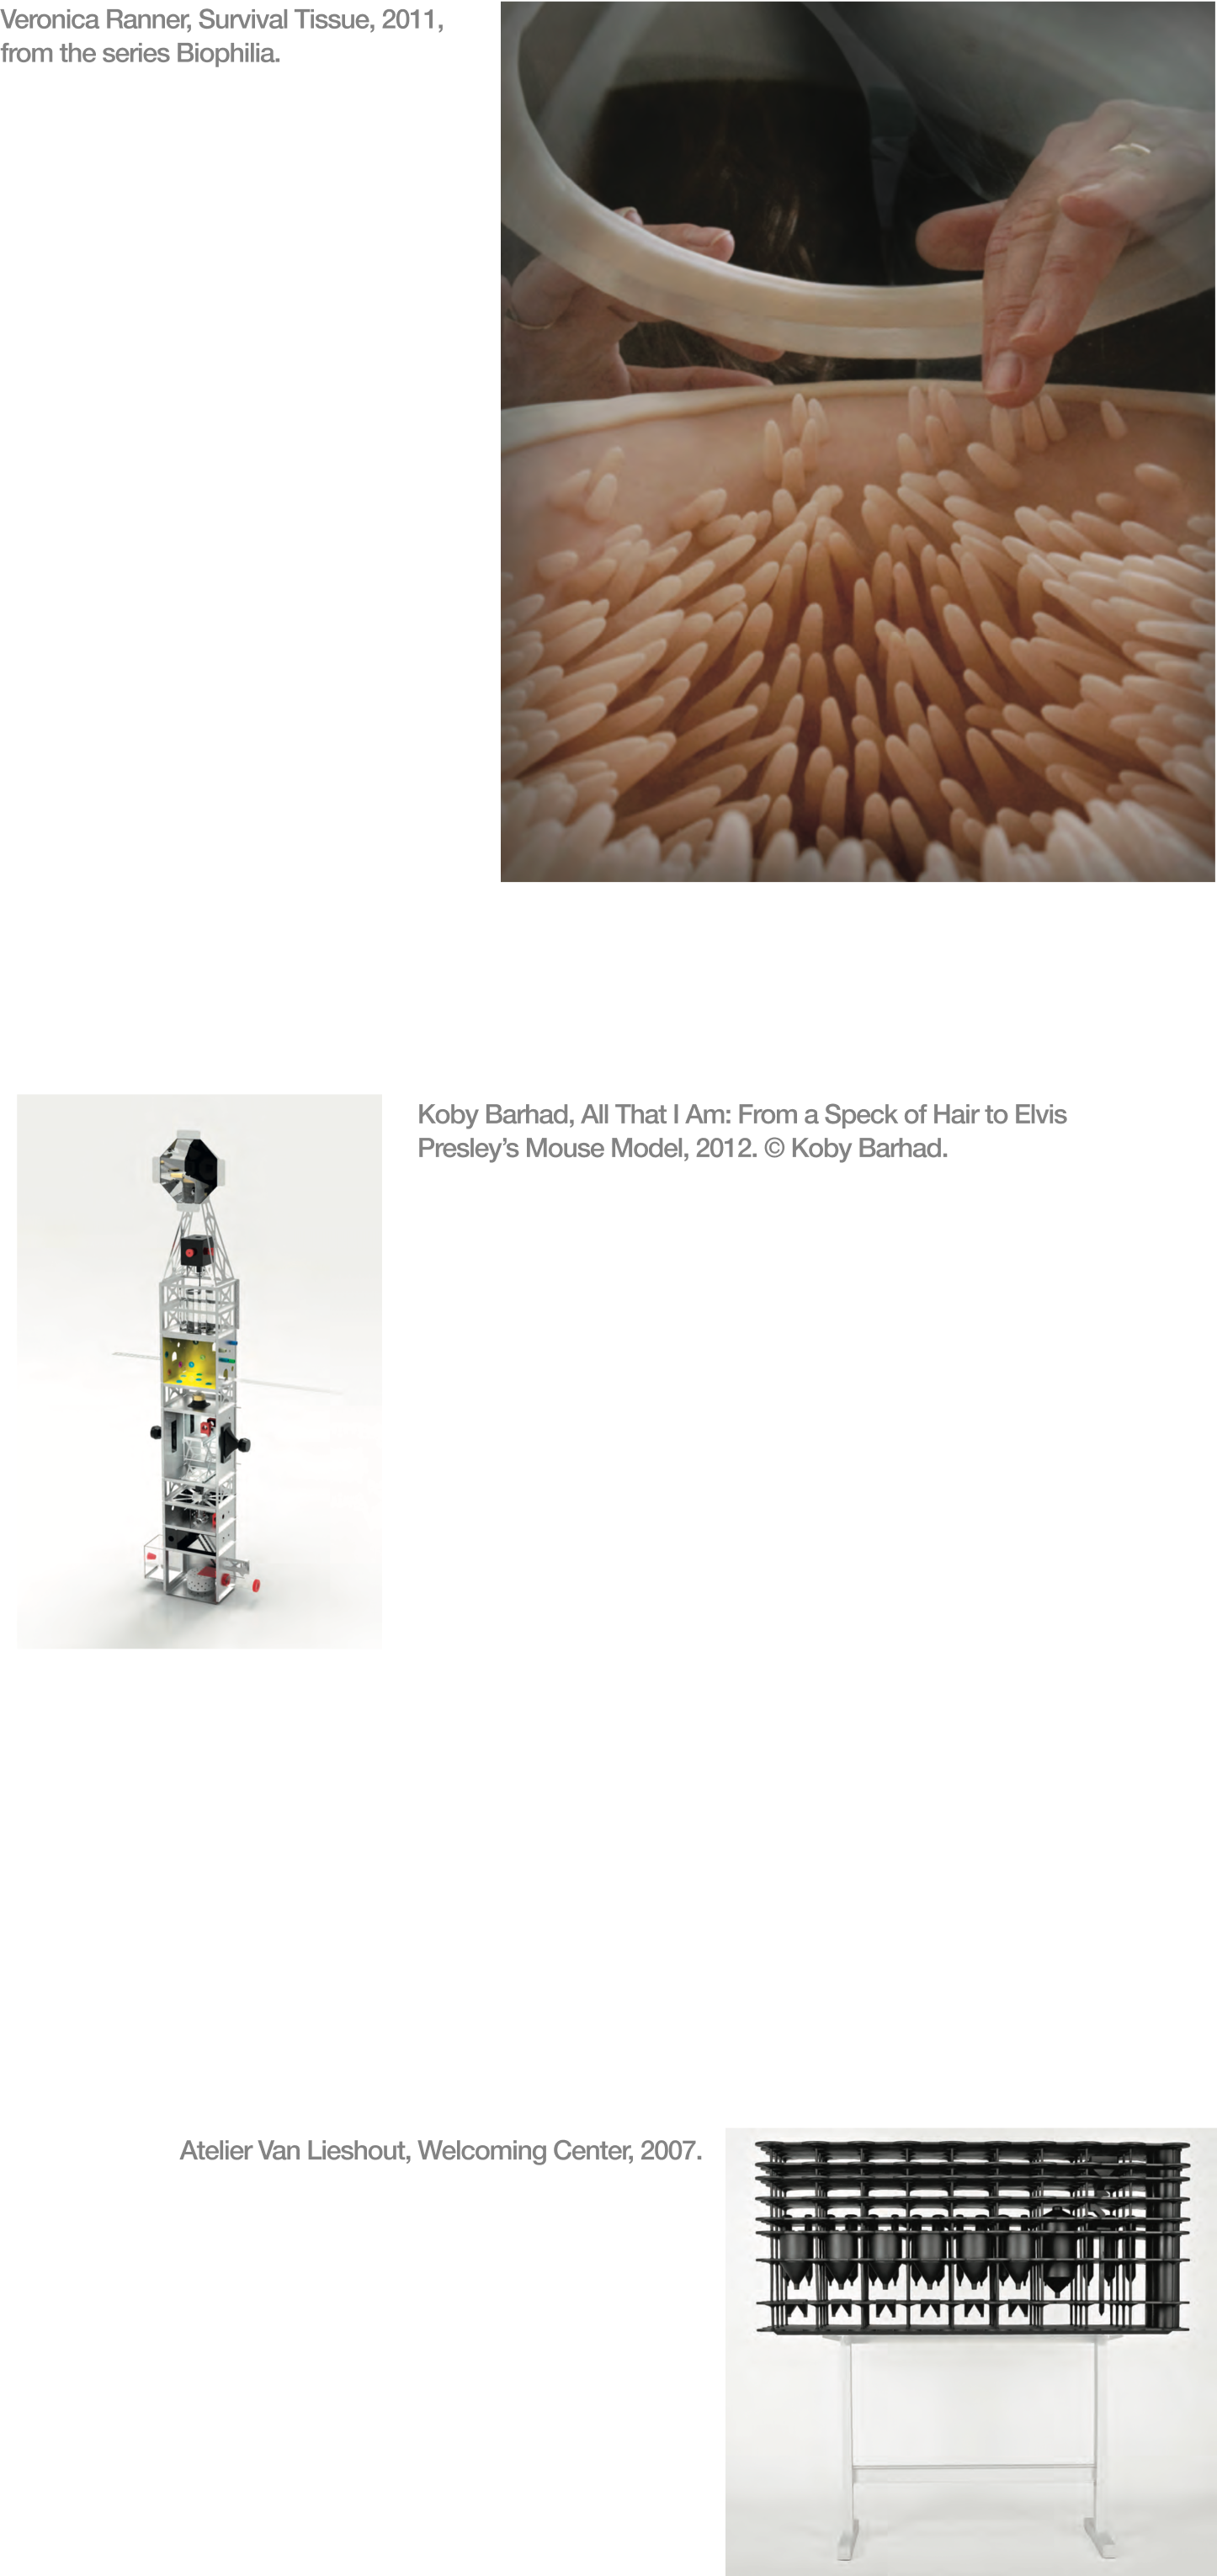 Veronica Ranner, Survival Tissue, 2011,
from the series Biophilia.
Koby Barhad, All That I Am: From a Speck of Hair to Elvis
Presley’s Mouse Model, 2012. © Koby Barhad.
Atelier Van Lieshout, Welcoming Center, 2007.